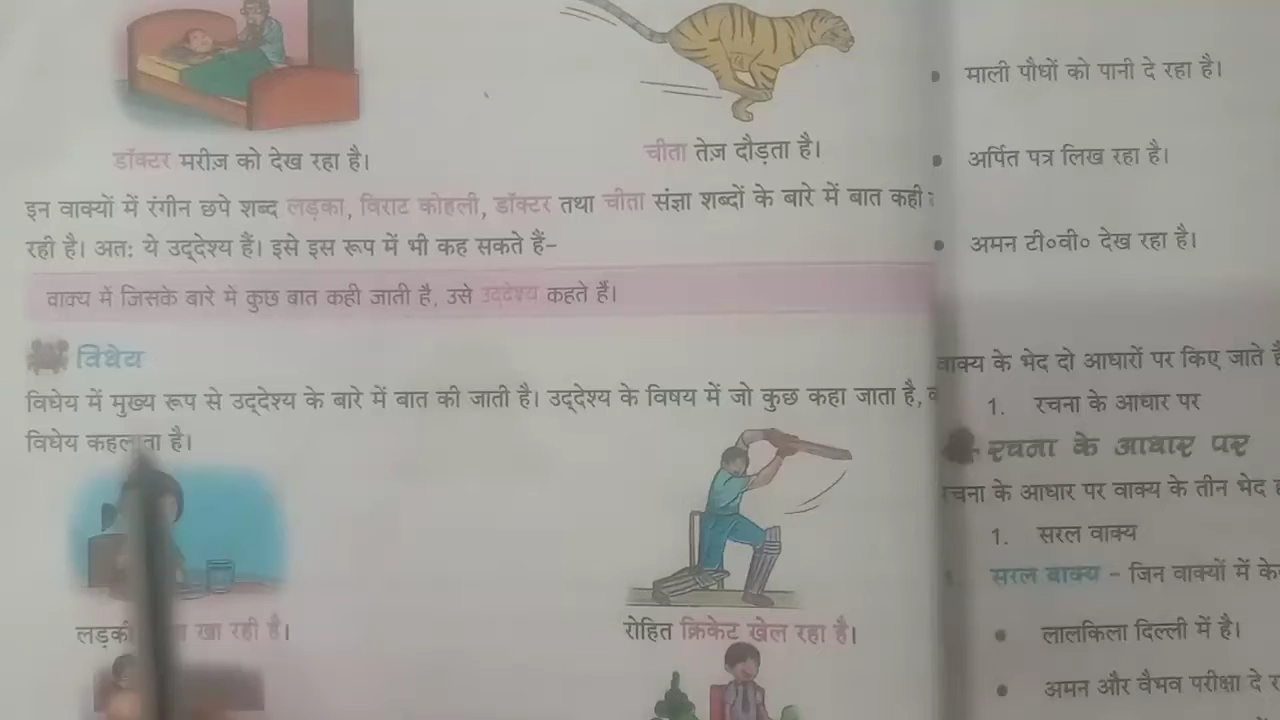 डॉक्टर मरीज़ को देख रहा है।
चीता तेज़ दौड़ता है।
इन वाक्यों में रंगीन छपे शब्द लड़का, विराट कोहली, डॉक्टर तथा चीता संज्ञा शब्दों के बारे में बात कही
रही है। अतः ये उद्देश्य हैं। इसे इस रूप में भी कह सकते हैं-
वाक्य में जिसके बारे में कुछ बात कही जाती है, उसे उद्देश्य कहते हैं।
विधेय
विधेय में मुख्य रूप से उद्देश्य के बारे में बात की जाती है। उद्देश्य के विषय में जो कुछ कहा जाता है,
विधेय कहलाता है।
लड़की खा रही है।
रोहित क्रिकेट खेल रहा है।
• माली पौधों को पानी दे रहा है।
• अर्पित पत्र लिख रहा है।
• अमन टी०वी० देख रहा है।
वाक्य के भेद दो आधारों पर किए जाते
1. रचना के आधार पर
रचना के आधार पर
रचना के आधार पर वाक्य के तीन भेद
1. सरल वाक्य
सरल वाक्य - जिन वाक्यों में
• लालकिला दिल्ली में है।
• अमन और वैभव परीक्षा दे